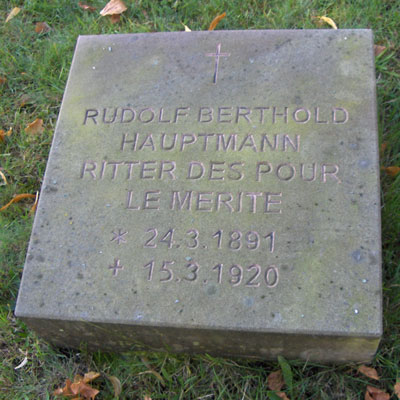 RUDOLF BERTHOLD
HAUPTMANN
RITTER DES POUR
LE MERITE
* 24.3.1891
+ 15.3.1920